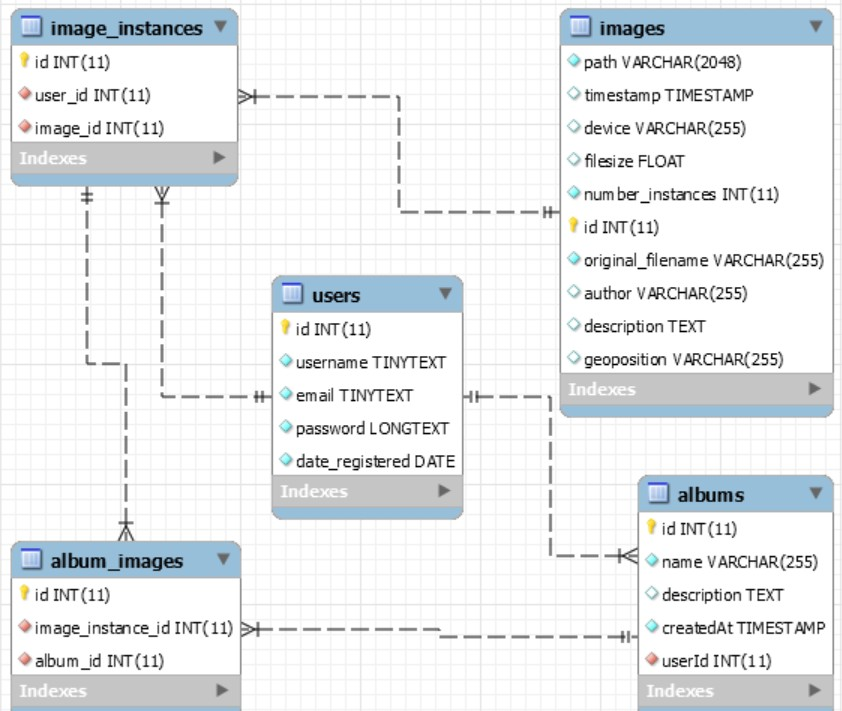 image_instances
id INT(11)
user_id INT(11)
image_id INT(11)
Indexes
images
path VARCHAR(2048)
timestamp TIMESTAMP
device VARCHAR(255)
filesize FLOAT
number_instances INT(11)
id INT(11)
original_filename VARCHAR(255)
author VARCHAR(255)
description TEXT
geoposition VARCHAR(255)
Indexes
users
id INT(11)
username TINYTEXT
email TINYTEXT
password LONGTEXT
date_registered DATE
Indexes
album_images
id INT(11)
image_instance_id INT(11)
album_id INT(11)
Indexes
albums
id INT(11)
name VARCHAR(255)
description TEXT
createdAt TIMESTAMP
userId INT(11)
Indexes